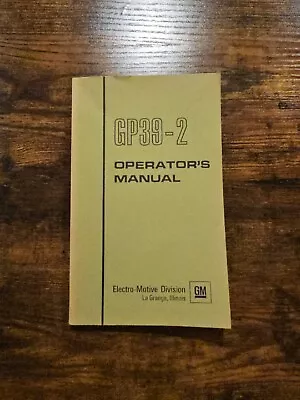 GP39-2
OPERATOR'S
MANUAL
Electro-Motive Division
La Grange, Illinois
GM